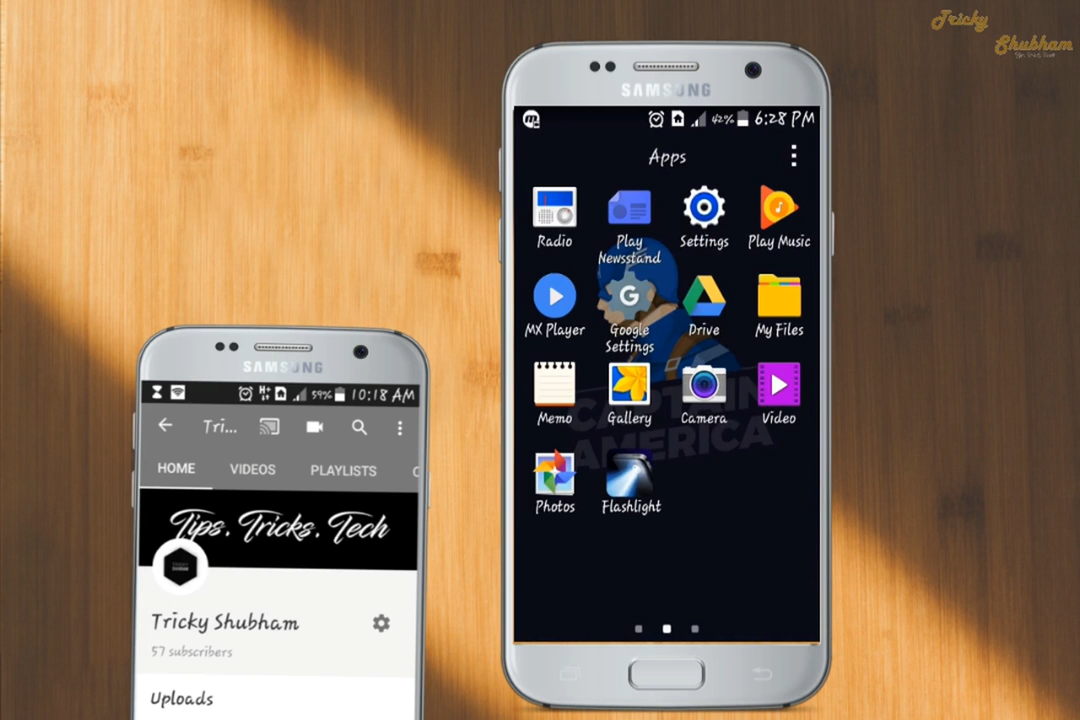 Tricky
Shubham
SAMSUNG
42% 6:28 PM
Apps
Radio
Play
Newsstand
Settings
Play Music
MX Player
Google
Settings
Drive
My Files
Memo
Gallery
Camera
Video
Photos
Flashlight
CAPTAIN
AMERICA
SAMSUNG
59% 10:18 AM
Tri...
HOME VIDEOS PLAYLISTS
Tips. Tricks. Tech
Tricky Shubham
57 subscribers
Uploads